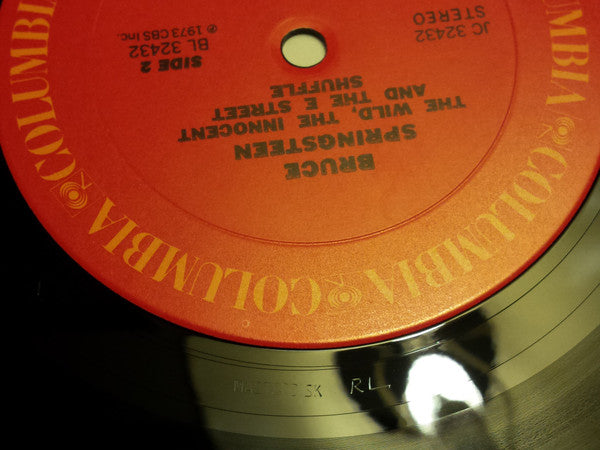 BRUCE
SPRINGSTEEN
THE WILD, THE INNOCENT
AND THE E STREET
SHUFFLE
SIDE 2
BL 32432
℗ 1973 CBS Inc.
JC 32432
STEREO
COLUMBIA COLUMBIA COLUMBIA COLUMBIA
RL